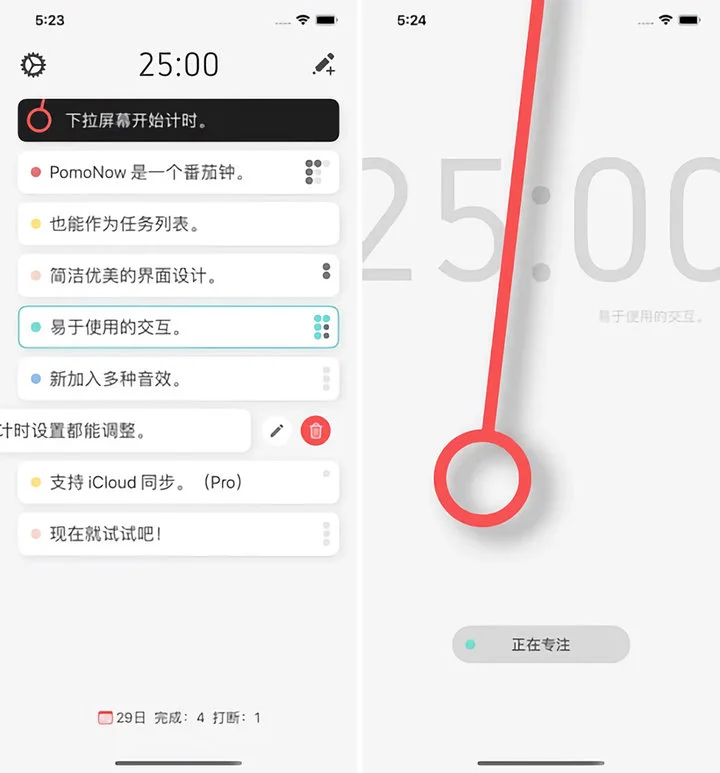 5:23
25:00
下拉屏幕开始计时。
PomoNow 是一个番茄钟。
也能作为任务列表。
简洁优美的界面设计。
易于使用的交互。
新加入多种音效。
计时设置都能调整。
支持 iCloud 同步。（Pro）
现在就试试吧！
29日 完成：4 打断：1
5:24
25:00
易于使用的交互。
正在专注